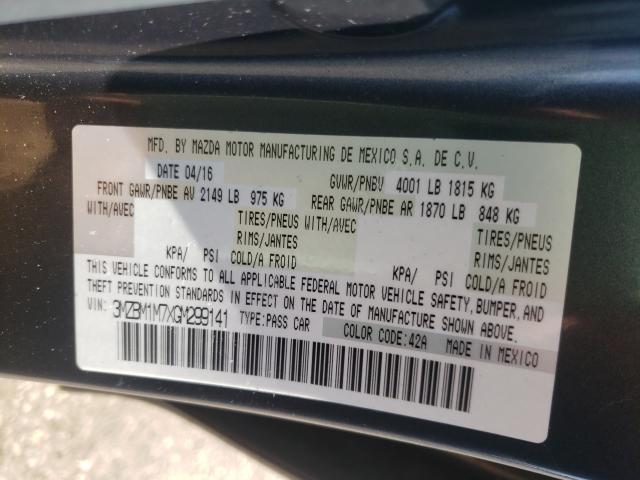 MFD. BY MAZDA MOTOR MANUFACTURING DE MEXICO S.A. DE C.V.
DATE 04/16 GVWR/PNBV 4001 LB 1815 KG
FRONT GAWR/PNBE AV 2149 LB 975 KG REAR GAWR/PNBE AR 1870 LB 848 KG
WITH/AVEC TIRES/PNEUS WITH/AVEC TIRES/PNEUS
RIMS/JANTES RIMS/JANTES
KPA/ PSI COLD/A FROID KPA/ PSI COLD/A FROID
THIS VEHICLE CONFORMS TO ALL APPLICABLE FEDERAL MOTOR VEHICLE SAFETY, BUMPER, AND
THEFT PREVENTION STANDARDS IN EFFECT ON THE DATE OF MANUFACTURE SHOWN ABOVE.
VIN: 3MZBM1M7XGM299141 TYPE:PASS CAR COLOR CODE:42A MADE IN MEXICO